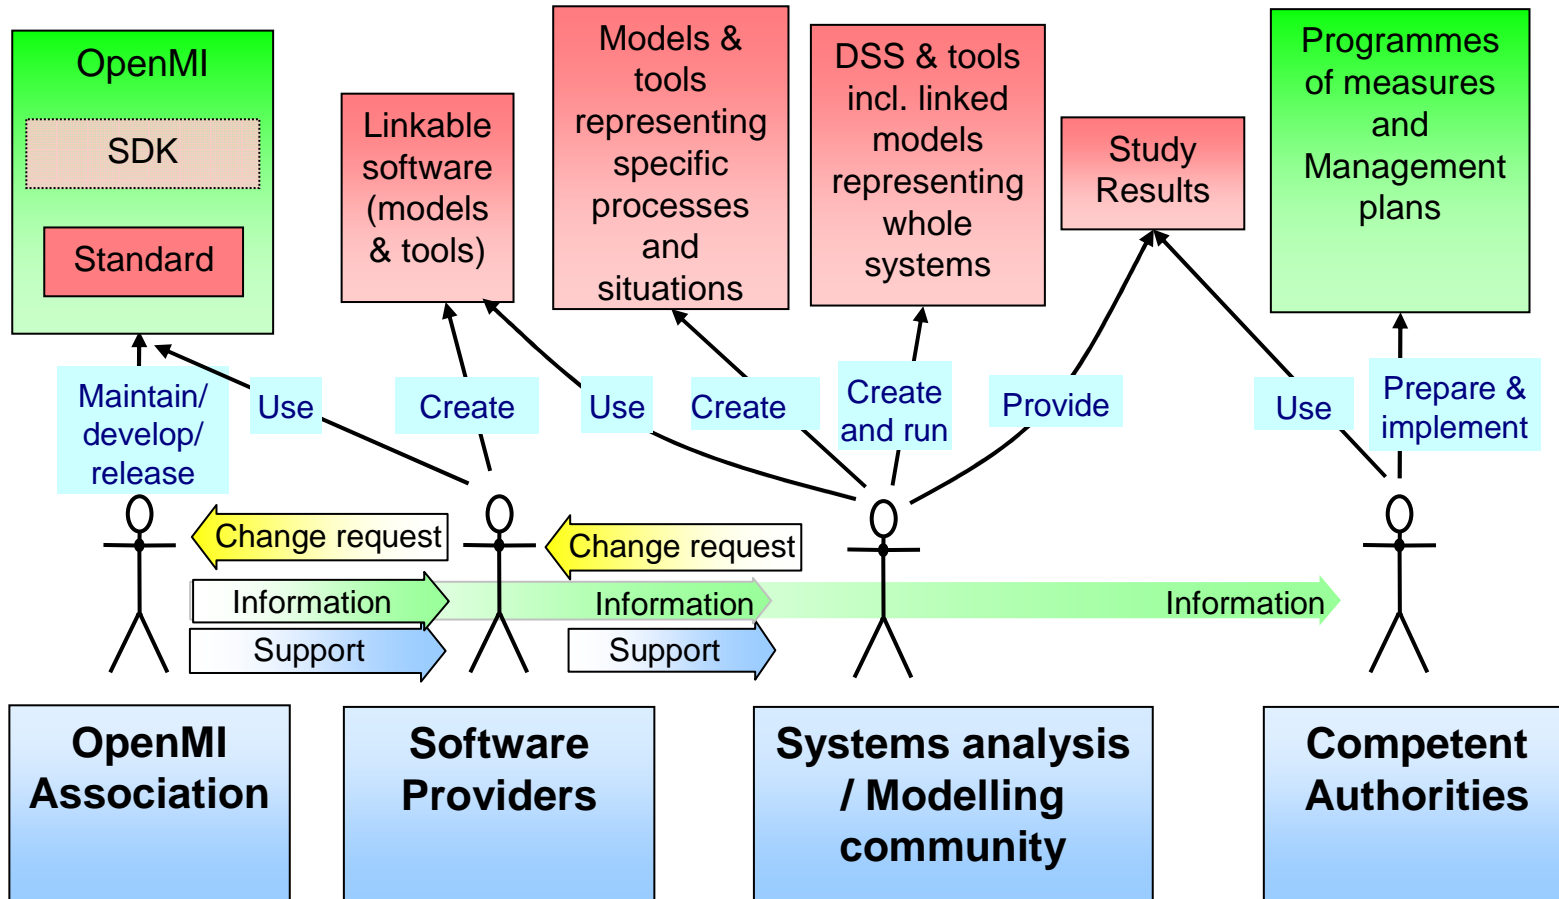 OpenMI
SDK
Standard
Linkable
software
(models
& tools)
Models &
tools
representing
specific
processes
and
situations
DSS & tools
incl. linked
models
representing
whole
systems
Study
Results
Programmes
of measures
and
Management
plans
Maintain/
develop/
release
Use
Create
Use
Create
Create
and run
Provide
Use
Prepare &
implement
Change request
Change request
Information
Information
Information
Support
Support
OpenMI
Association
Software
Providers
Systems analysis
/ Modelling
community
Competent
Authorities